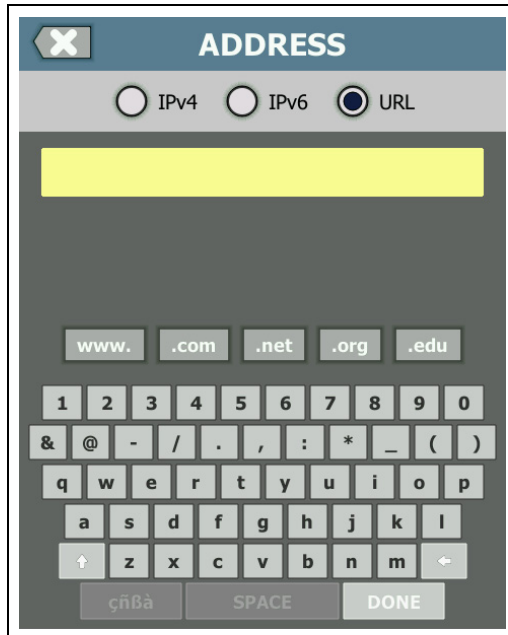 ADDRESS
IPv4 IPv6 URL
www. .com .net .org .edu
1 2 3 4 5 6 7 8 9 0
& @ - / . , : * _ ( )
q w e r t y u i o p
a s d f g h j k l
z x c v b n m
çñßà SPACE DONE